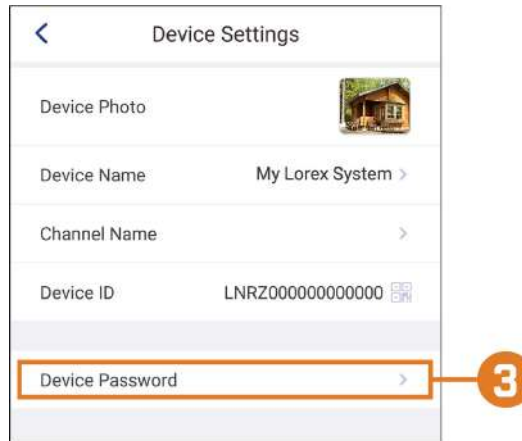 Device Settings
Device Photo
Device Name My Lorex System
Channel Name
Device ID LNRZ000000000000
Device Password
3